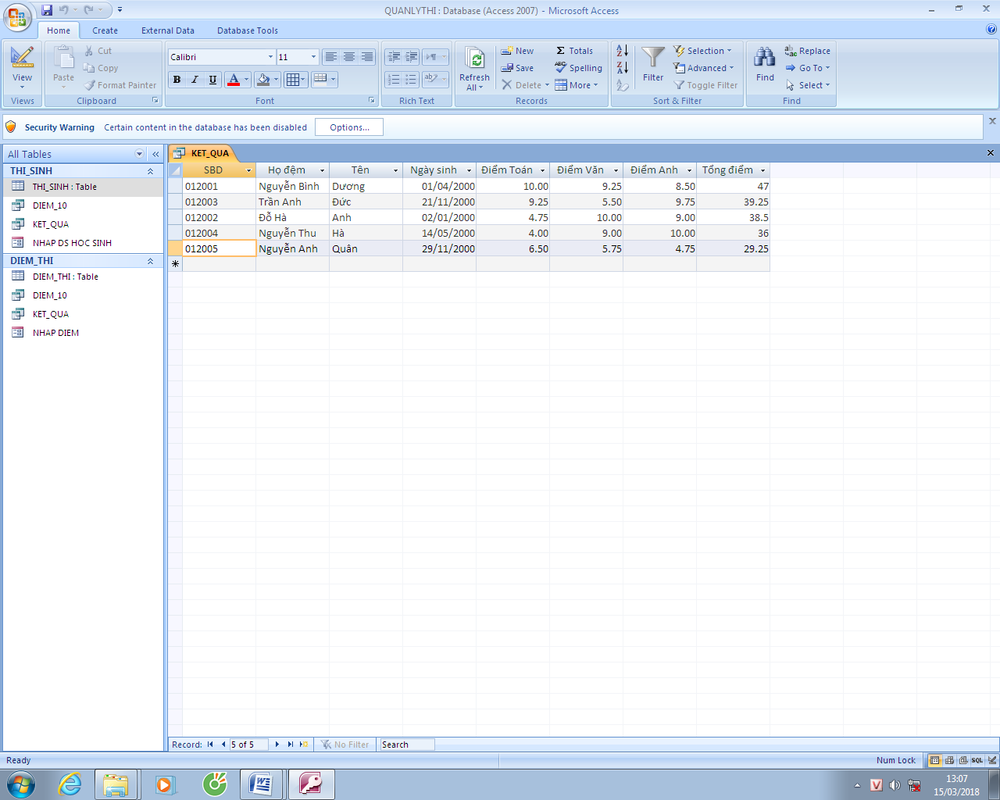 QUANLYTHI : Database (Access 2007) - Microsoft Access
Home Create External Data Database Tools
View
Views
Paste
Cut
Copy
Format Painter
Clipboard
Calibri 11
B I U A
Font
Rich Text
Refresh All
New
Save
Delete
Σ Totals
Spelling
More
Records
Filter
Selection
Advanced
Toggle Filter
Sort & Filter
Find
Replace
Go To
Select
Find
Security Warning Certain content in the database has been disabled Options...
All Tables
THI_SINH
THI_SINH : Table
DIEM_10
KET_QUA
NHAP DS HOC SINH
DIEM_THI
DIEM_THI : Table
DIEM_10
KET_QUA
NHAP DIEM
KET_QUA
SBD Họ đệm Tên Ngày sinh Điểm Toán Điểm Văn Điểm Anh Tổng điểm
012001 Nguyễn Bình Dương 01/04/2000 10.00 9.25 8.50 47
012003 Trần Anh Đức 21/11/2000 9.25 5.50 9.75 39.25
012002 Đỗ Hà Anh 02/01/2000 4.75 10.00 9.00 38.5
012004 Nguyễn Thu Hà 14/05/2000 4.00 9.00 10.00 36
012005 Nguyễn Anh Quân 29/11/2000 6.50 5.75 4.75 29.25
Record: 5 of 5 No Filter Search
Ready Num Lock SQL
13:07
15/03/2018